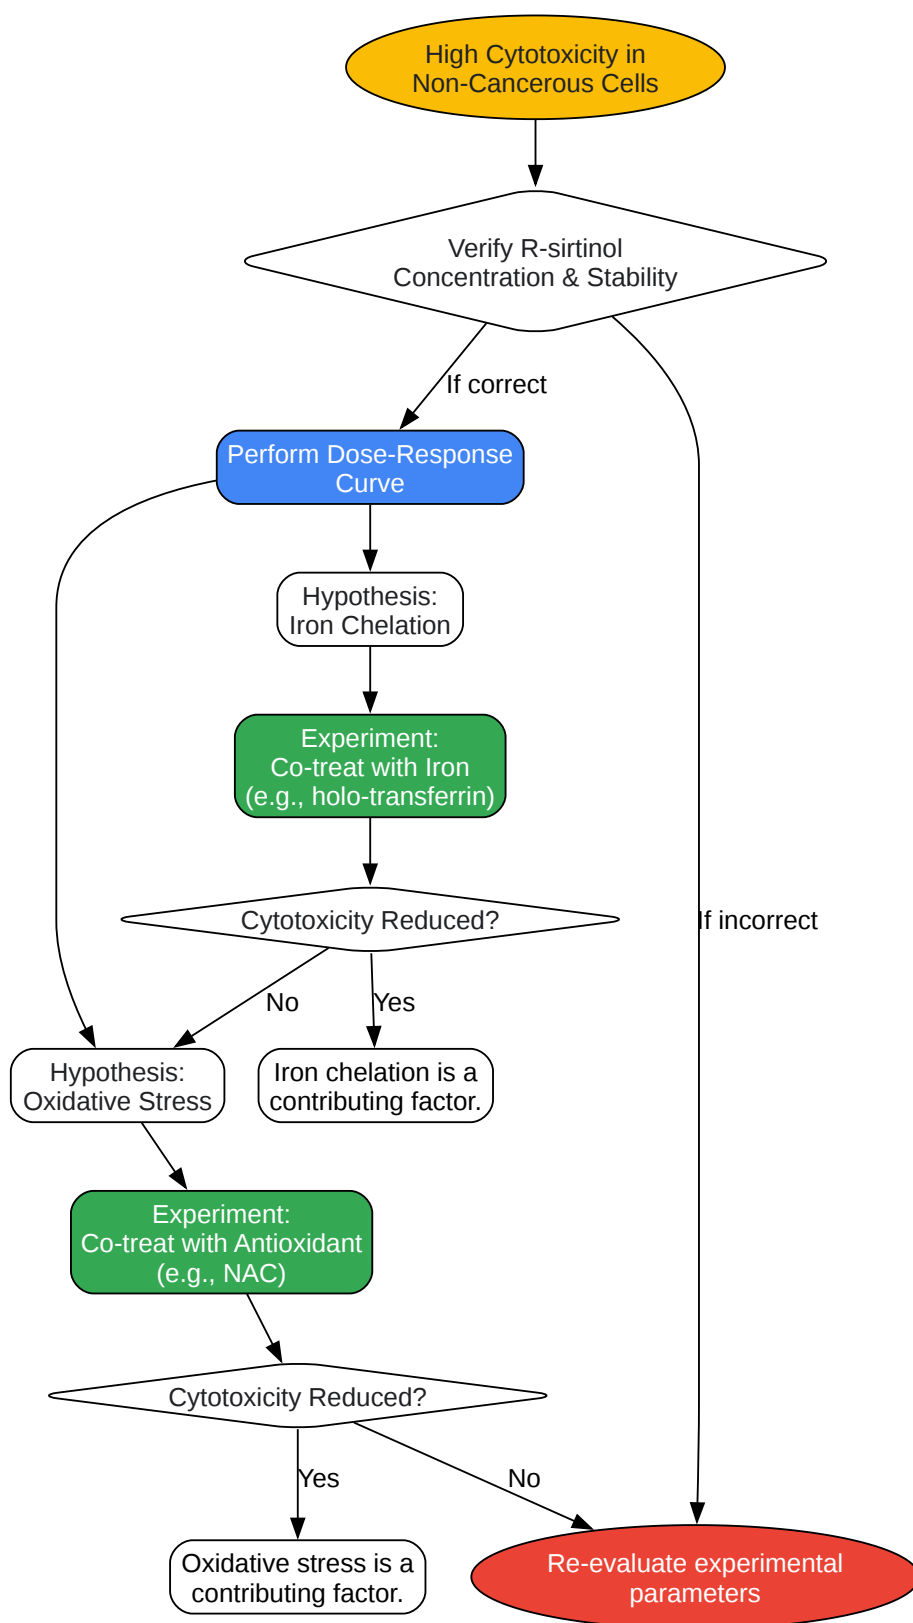 High Cytotoxicity in
Non-Cancerous Cells
Verify R-sirtinol
Concentration & Stability
If correct
Perform Dose-Response
Curve
Hypothesis:
Iron Chelation
Experiment:
Co-treat with Iron
(e.g., holo-transferrin)
Cytotoxicity Reduced?
If incorrect
No
Yes
Hypothesis:
Oxidative Stress
Iron chelation is a
contributing factor.
Experiment:
Co-treat with Antioxidant
(e.g., NAC)
Cytotoxicity Reduced?
Yes
No
Oxidative stress is a
contributing factor.
Re-evaluate experimental
parameters